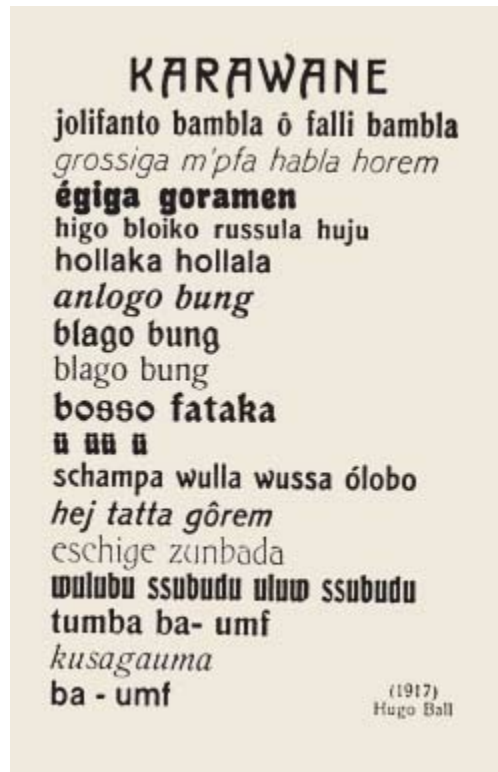 KARAWANE
jolifanto bambla ô falli bambla
grossiga m'pfa habla horem
égiga goramen
higo bloiko russula huju
hollaka hollala
anlogo bung
blago bung
blago bung
bosso fataka
ü üü ü
schampa wulla wussa ólobo
hej tatta gôrem
eschige zunbada
wulubu ssubudu uluw ssubudu
tumba ba- umf
kusagauma
ba - umf
(1917)
Hugo Ball